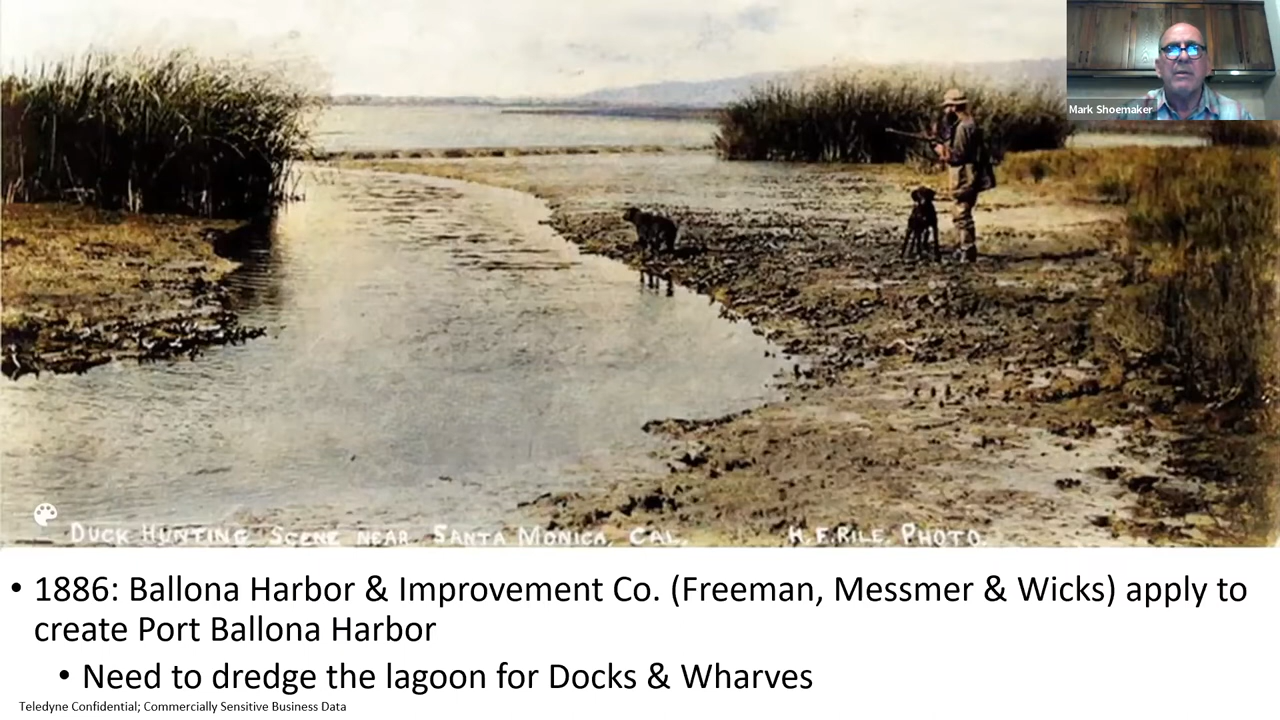 Mark Shoemaker
DUCK HUNTING SCENE NEAR SANTA MONICA, CAL. H.F.RILE, PHOTO.
• 1886: Ballona Harbor & Improvement Co. (Freeman, Messmer & Wicks) apply to
create Port Ballona Harbor
• Need to dredge the lagoon for Docks & Wharves
Teledyne Confidential; Commercially Sensitive Business Data